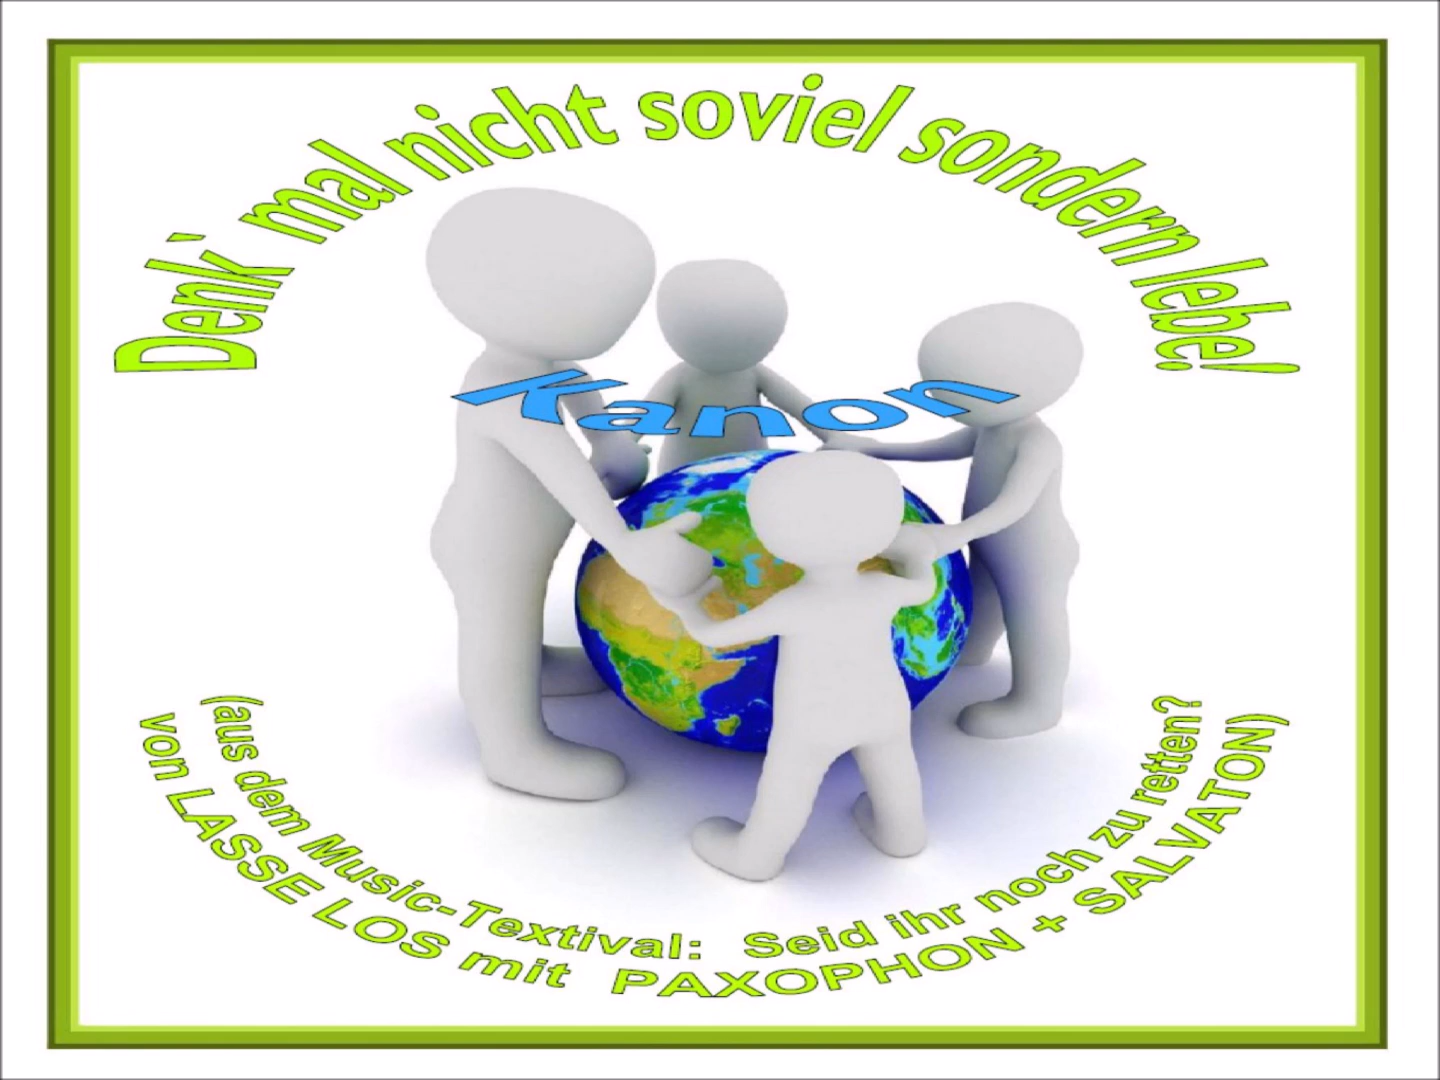 Denk` mal nicht soviel sondern lebe!
Kanon
(aus dem Music-Textival: Seid ihr noch zu retten?
von LASSE LOS mit PAXOPHON + SALVATON)